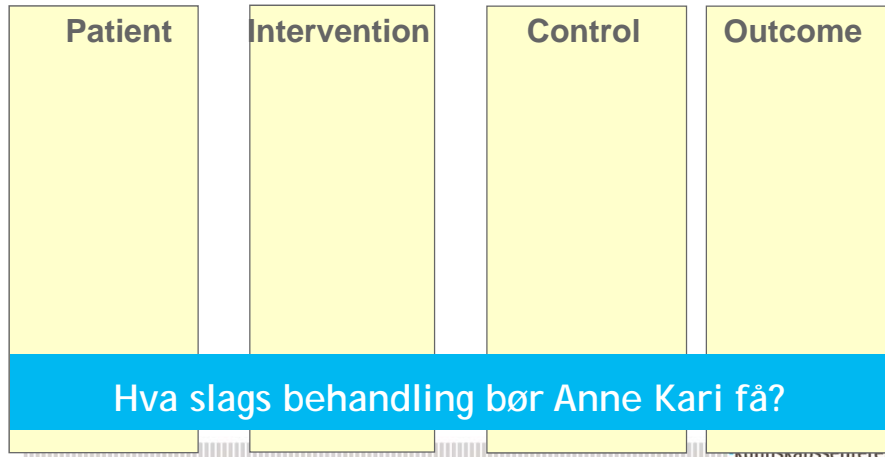 Patient Intervention Control Outcome
Hva slags behandling bør Anne Kari få?